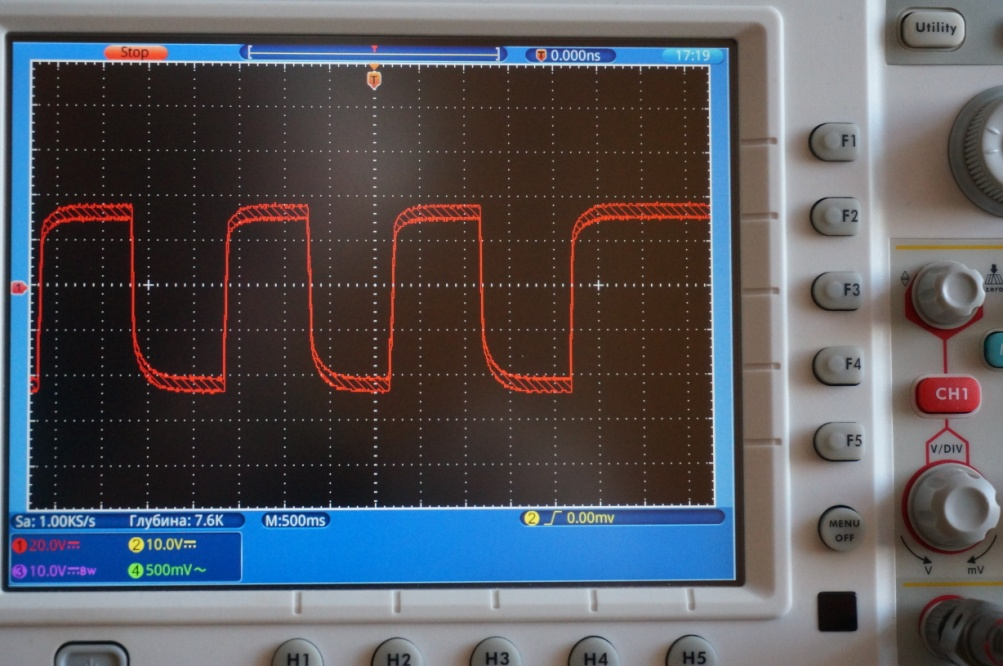 Stop
T
T
0.000ns
17:19
T
1
Sa: 1.00KS/s
Глубина: 7.6K
M:500ms
2
0.00mv
1 20.0V
2 10.0V
3 10.0V BW
4 500mV
Utility
F1
F2
F3
F4
F5
MENU
OFF
zero
CH1
V/DIV
V
mV
H1
H2
H3
H4
H5